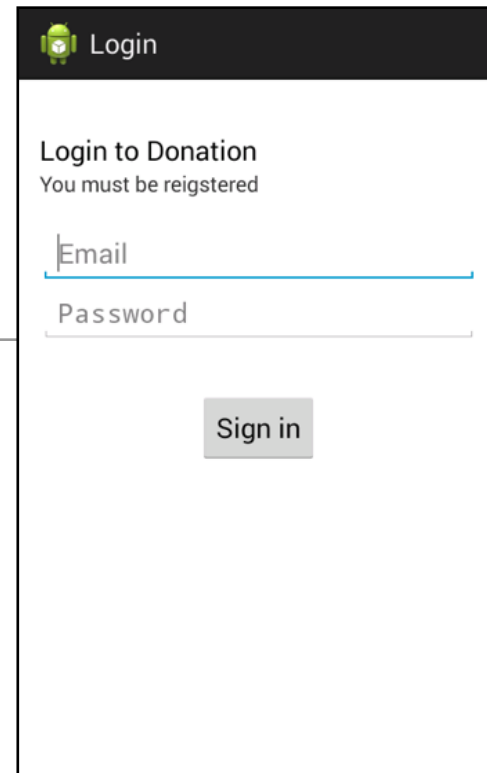 Login
Login to Donation
You must be reigstered
Email
Password
Sign in